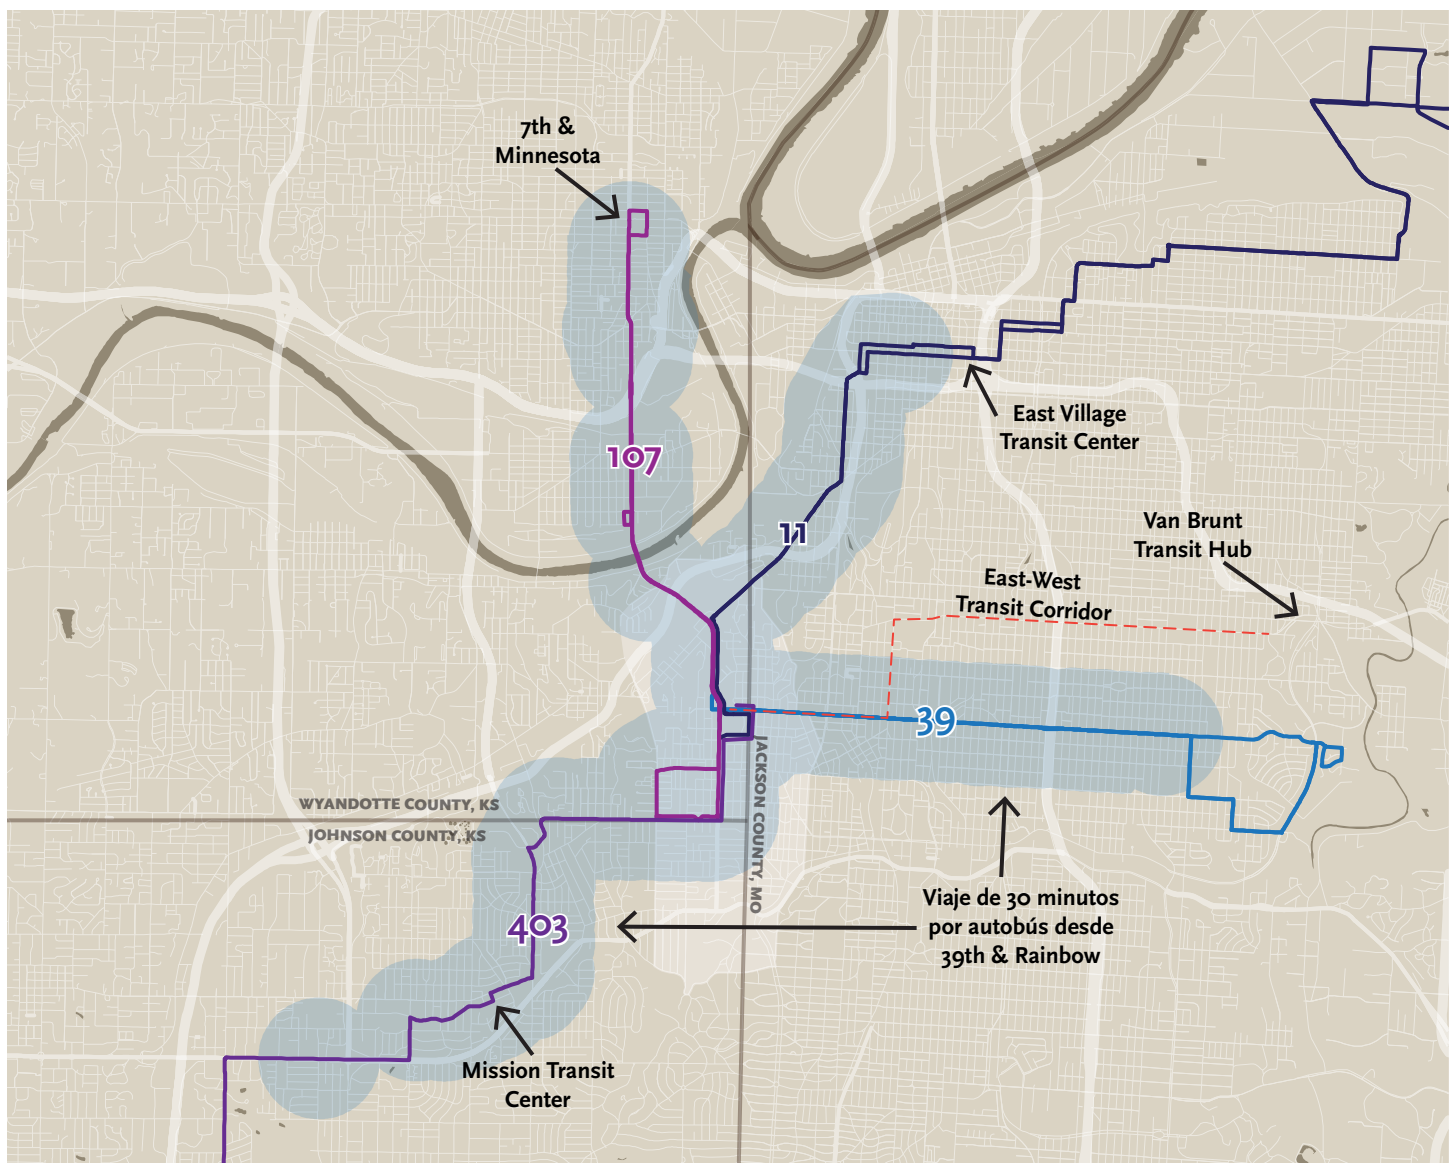 7th &
Minnesota
107
11
East Village
Transit Center
Van Brunt
Transit Hub
East-West
Transit Corridor
39
WYANDOTTE COUNTY, KS
JOHNSON COUNTY, KS
JACKSON COUNTY, MO
403
Viaje de 30 minutos
por autobús desde
39th & Rainbow
Mission Transit
Center